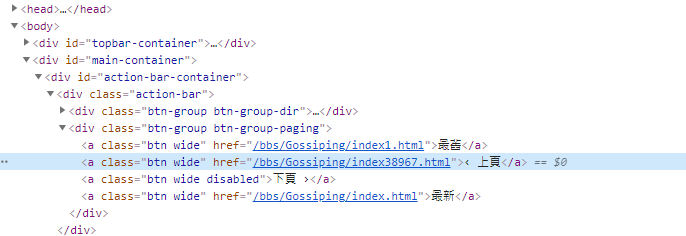 ▶<head>…</head>
▼<body>
▶<div id="topbar-container">…</div>
▼<div id="main-container">
▼<div id="action-bar-container">
▼<div class="action-bar">
▶<div class="btn-group btn-group-dir">…</div>
▼<div class="btn-group btn-group-paging">
<a class="btn wide" href="/bbs/Gossiping/index1.html">最舊</a>
<a class="btn wide" href="/bbs/Gossiping/index38967.html">‹ 上頁</a> == $0
<a class="btn wide disabled">下頁 ›</a>
<a class="btn wide" href="/bbs/Gossiping/index.html">最新</a>
</div>
</div>